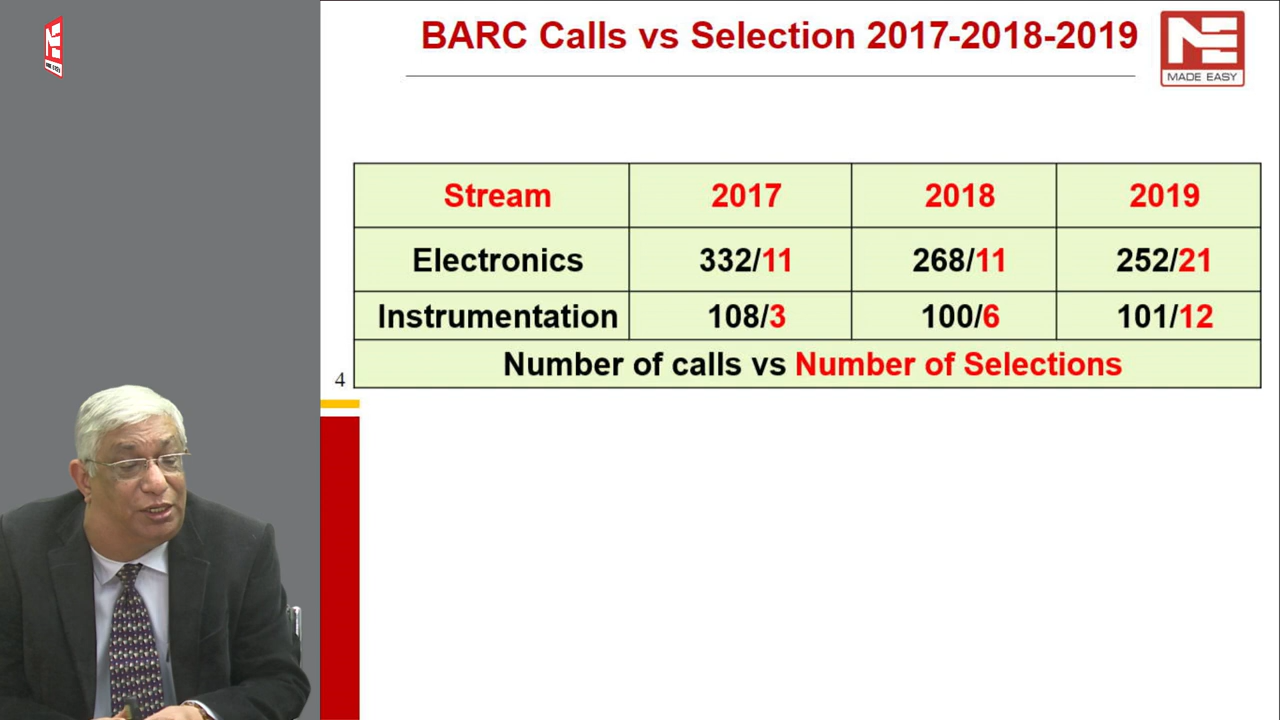 BARC Calls vs Selection 2017-2018-2019
MADE EASY
Stream 2017 2018 2019
Electronics 332/11 268/11 252/21
Instrumentation 108/3 100/6 101/12
Number of calls vs Number of Selections
4